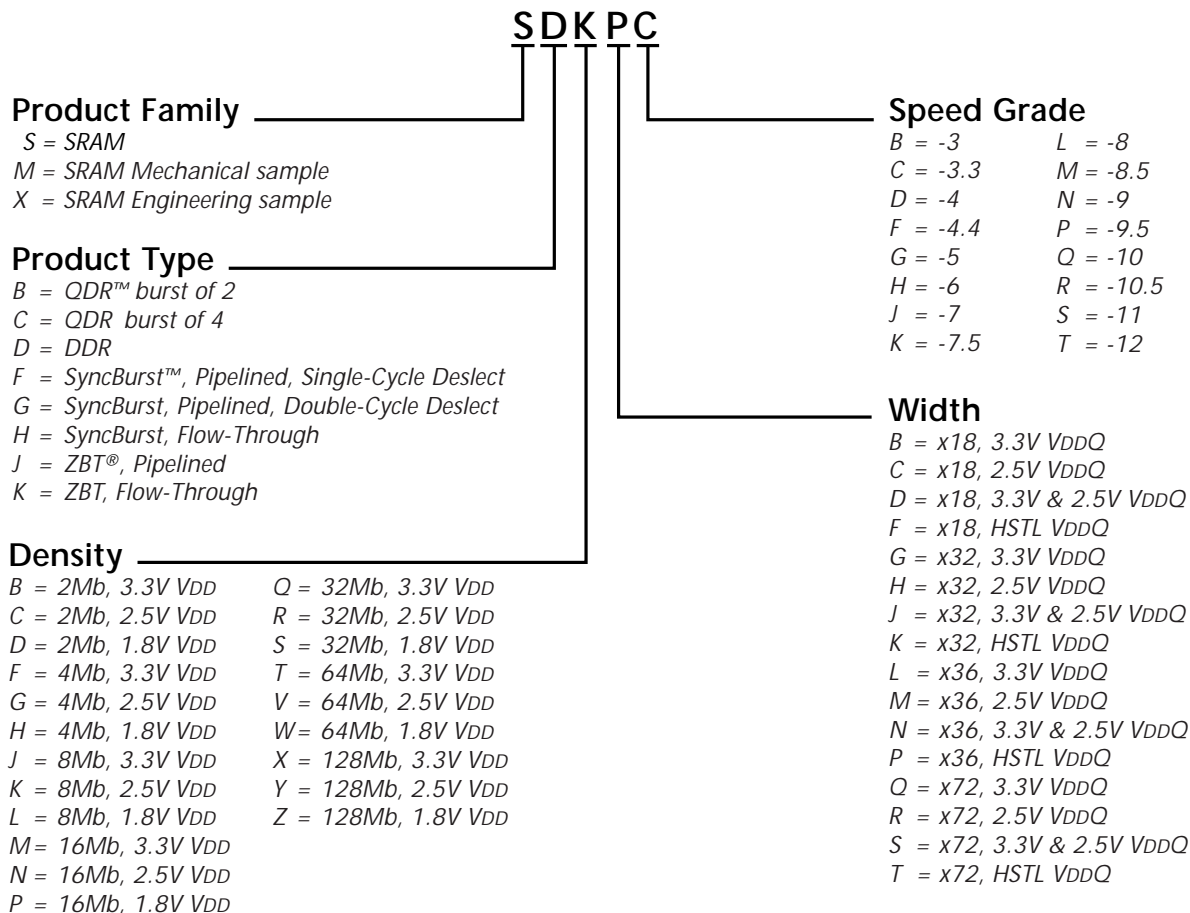 SDKPC
Product Family
S = SRAM
M = SRAM Mechanical sample
X = SRAM Engineering sample
Product Type
B = QDR™ burst of 2
C = QDR burst of 4
D = DDR
F = SyncBurst™, Pipelined, Single-Cycle Deslect
G = SyncBurst, Pipelined, Double-Cycle Deslect
H = SyncBurst, Flow-Through
J = ZBT®, Pipelined
K = ZBT, Flow-Through
Density
B = 2Mb, 3.3V VDD
C = 2Mb, 2.5V VDD
D = 2Mb, 1.8V VDD
F = 4Mb, 3.3V VDD
G = 4Mb, 2.5V VDD
H = 4Mb, 1.8V VDD
J = 8Mb, 3.3V VDD
K = 8Mb, 2.5V VDD
L = 8Mb, 1.8V VDD
M = 16Mb, 3.3V VDD
N = 16Mb, 2.5V VDD
P = 16Mb, 1.8V VDD
Q = 32Mb, 3.3V VDD
R = 32Mb, 2.5V VDD
S = 32Mb, 1.8V VDD
T = 64Mb, 3.3V VDD
V = 64Mb, 2.5V VDD
W = 64Mb, 1.8V VDD
X = 128Mb, 3.3V VDD
Y = 128Mb, 2.5V VDD
Z = 128Mb, 1.8V VDD
Speed Grade
B = -3
C = -3.3
D = -4
F = -4.4
G = -5
H = -6
J = -7
K = -7.5
L = -8
M = -8.5
N = -9
P = -9.5
Q = -10
R = -10.5
S = -11
T = -12
Width
B = x18, 3.3V VDDQ
C = x18, 2.5V VDDQ
D = x18, 3.3V & 2.5V VDDQ
F = x18, HSTL VDDQ
G = x32, 3.3V VDDQ
H = x32, 2.5V VDDQ
J = x32, 3.3V & 2.5V VDDQ
K = x32, HSTL VDDQ
L = x36, 3.3V VDDQ
M = x36, 2.5V VDDQ
N = x36, 3.3V & 2.5V VDDQ
P = x36, HSTL VDDQ
Q = x72, 3.3V VDDQ
R = x72, 2.5V VDDQ
S = x72, 3.3V & 2.5V VDDQ
T = x72, HSTL VDDQ